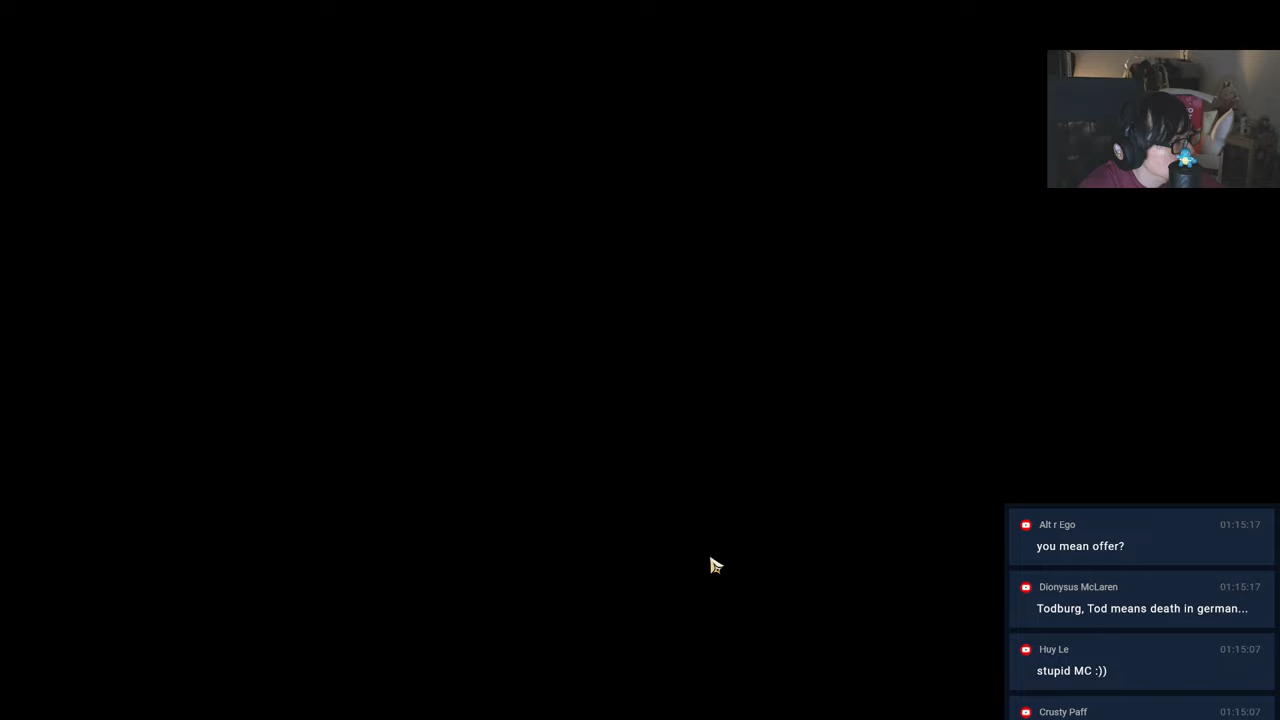 Alt r Ego 01:15:17
you mean offer?
Dionysus McLaren 01:15:17
Todburg, Tod means death in german...
Huy Le 01:15:07
stupid MC :))
Crusty Paff 01:15:07